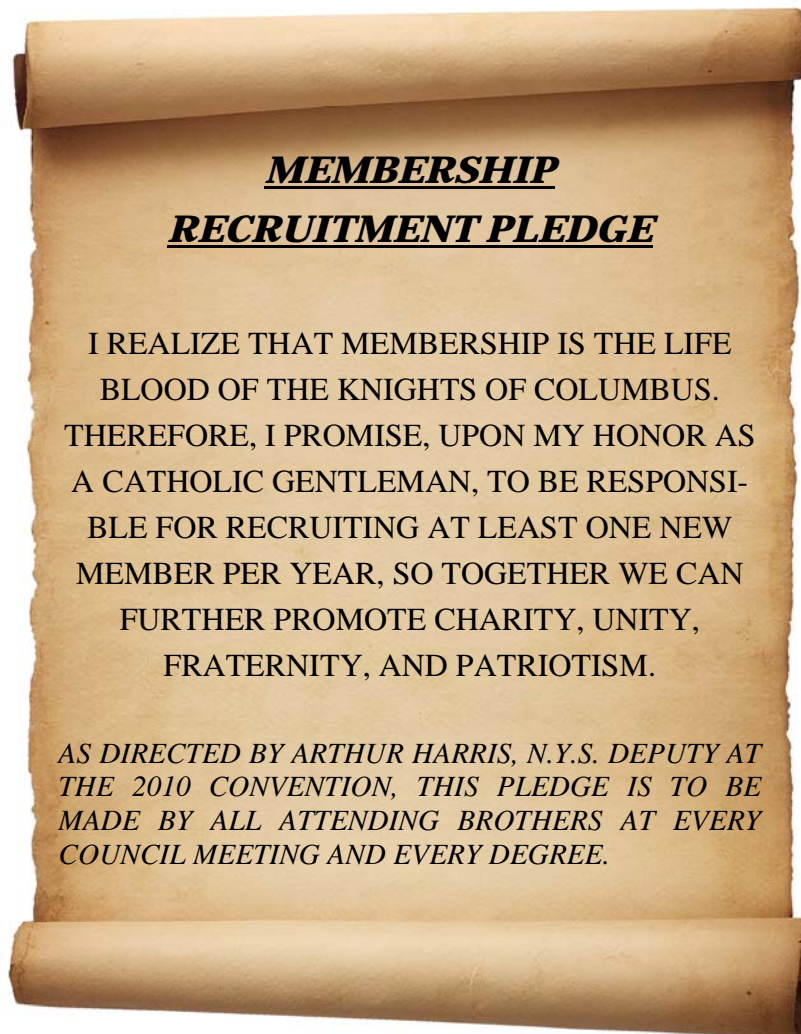 MEMBERSHIP
RECRUITMENT PLEDGE
I REALIZE THAT MEMBERSHIP IS THE LIFE
BLOOD OF THE KNIGHTS OF COLUMBUS.
THEREFORE, I PROMISE, UPON MY HONOR AS
A CATHOLIC GENTLEMAN, TO BE RESPONSI-
BLE FOR RECRUITING AT LEAST ONE NEW
MEMBER PER YEAR, SO TOGETHER WE CAN
FURTHER PROMOTE CHARITY, UNITY,
FRATERNITY, AND PATRIOTISM.
AS DIRECTED BY ARTHUR HARRIS, N.Y.S. DEPUTY AT
THE 2010 CONVENTION, THIS PLEDGE IS TO BE
MADE BY ALL ATTENDING BROTHERS AT EVERY
COUNCIL MEETING AND EVERY DEGREE.